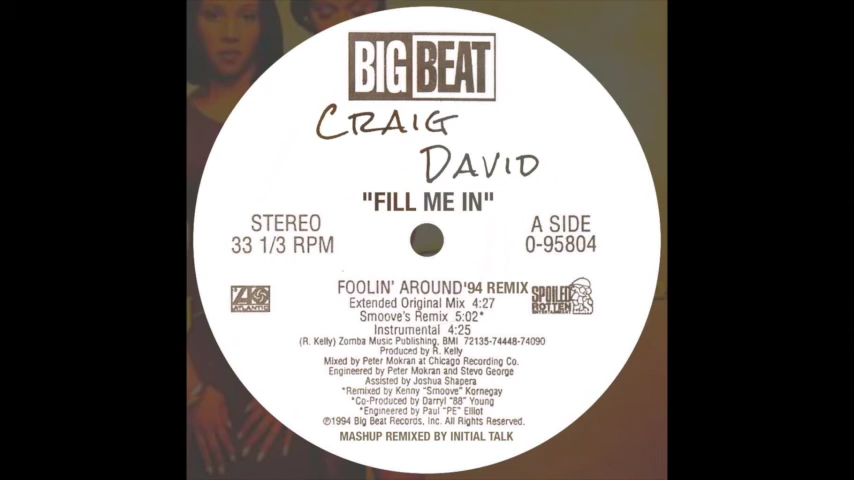 BIG BEAT
CRAIG
DAVID
"FILL ME IN"
STEREO
33 1/3 RPM
A SIDE
0-95804
FOOLIN' AROUND '94 REMIX
Extended Original Mix 4:27
Smoove's Remix 5:02*
Instrumental 4:25
(R. Kelly) Zomba Music Publishing, BMI 72135-74448-74090
Produced by R. Kelly
Mixed by Peter Mokran at Chicago Recording Co.
Engineered by Peter Mokran and Stevo George
Assisted by Joshua Shapera
*Remixed by Kenny "Smoove" Kornegay
*Co-Produced by Darryl "88" Young
*Engineered by Paul "PE" Elliot
℗1994 Big Beat Records, Inc. All Rights Reserved.
MASHUP REMIXED BY INITIAL TALK
ATLANTIC
SPOILED
ROTTEN
ENTERTAINMENT